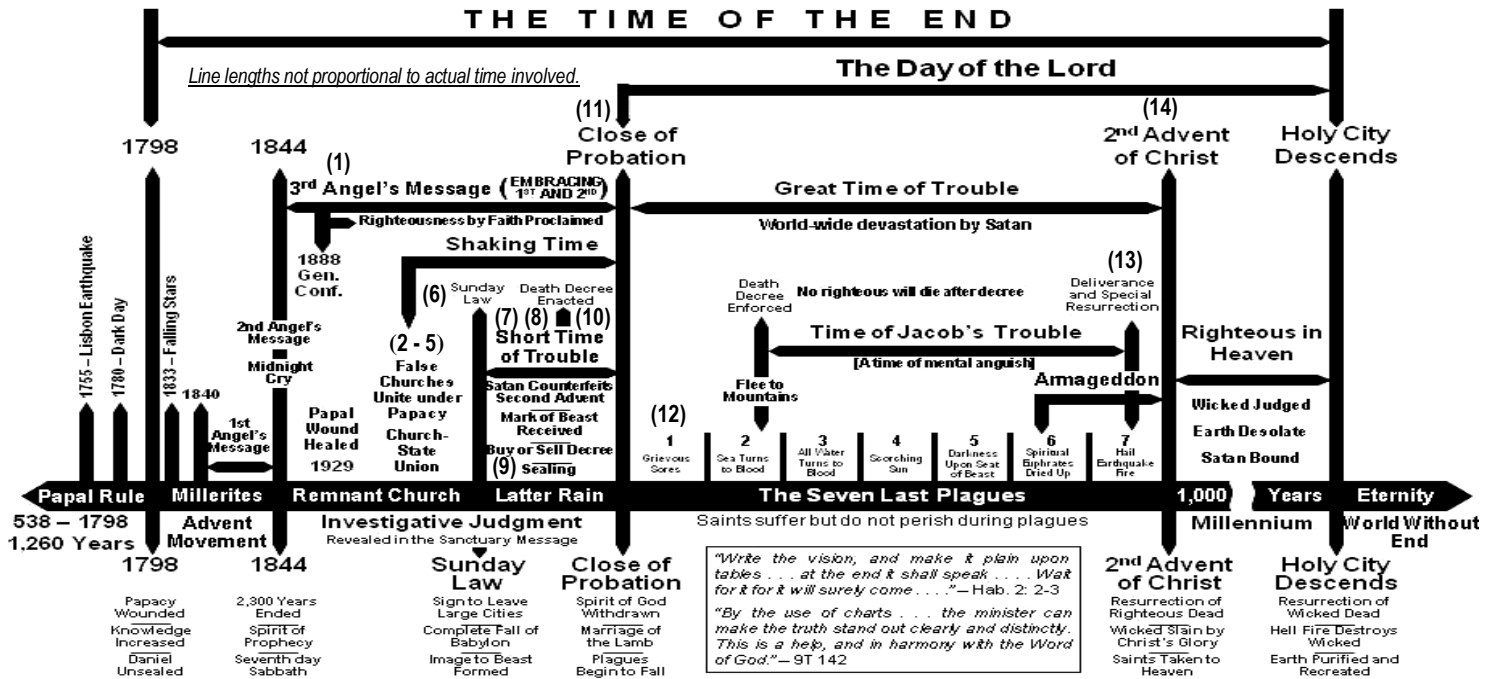 THE TIME OF THE END
Line lengths not proportional to actual time involved.
The Day of the Lord
(11)
(14)
1798
1844
Close of
Probation
2nd Advent
of Christ
Holy City
Descends
(1)
3rd Angel's Message (EMBRACING
1ST AND 2ND)
Great Time of Trouble
Righteousness by Faith Proclaimed
World-wide devastation by Satan
1888
Gen.
Conf.
Shaking Time
1755 – Lisbon Earthquake
1780 – Dark Day
1833 – Falling Stars
1840
1st
Angel's
Message
2nd Angel's
Message
Midnight
Cry
Papal
Wound
Healed
1929
(2 - 5)
False
Churches
Unite under
Papacy
Church-
State
Union
(6)
Sunday
Law
Death Decree
Enacted
(7) (8) (10)
Short Time
of Trouble
Satan Counterfeits
Second Advent
Mark of Beast
Received
Buy or Sell Decree
(9) Sealing
Death
Decree
Enforced
No righteous will die after decree
(13)
Deliverance
and Special
Resurrection
Time of Jacob's Trouble
[A time of mental anguish]
Flee to
Mountains
Armageddon
Righteous in
Heaven
Wicked Judged
Earth Desolate
Satan Bound
(12)
1
Grievous
Sores
2
Sea Turns
to Blood
3
All Water
Turns to
Blood
4
Scorching
Sun
5
Darkness
Upon Seat
of Beast
6
Spiritual
Euphrates
Dried Up
7
Hail
Earthquake
Fire
Papal Rule
Millerites
Remnant Church
Latter Rain
The Seven Last Plagues
1,000 Years
Eternity
538 – 1798
1,260 Years
Advent
Movement
Investigative Judgment
Revealed in the Sanctuary Message
Saints suffer but do not perish during plagues
Millennium
World Without
End
1798
Papacy
Wounded
Knowledge
Increased
Daniel
Unsealed
1844
2,300 Years
Ended
Spirit of
Prophecy
Seventh day
Sabbath
Sunday
Law
Sign to Leave
Large Cities
Complete Fall of
Babylon
Image to Beast
Formed
Close of
Probation
Spirit of God
Withdrawn
Marriage of
the Lamb
Plagues
Begin to Fall
"Write the vision, and make it plain upon
tables . . . at the end it shall speak . . . . Wait
for it for it will surely come . . . ." – Hab. 2: 2-3
"By the use of charts . . . the minister can
make the truth stand out clearly and distinctly.
This is a help, and in harmony with the Word
of God." – 9T 142
2nd Advent
of Christ
Resurrection of
Righteous Dead
Wicked Slain by
Christ's Glory
Saints Taken to
Heaven
Holy City
Descends
Resurrection of
Wicked Dead
Hell Fire Destroys
Wicked
Earth Purified and
Recreated